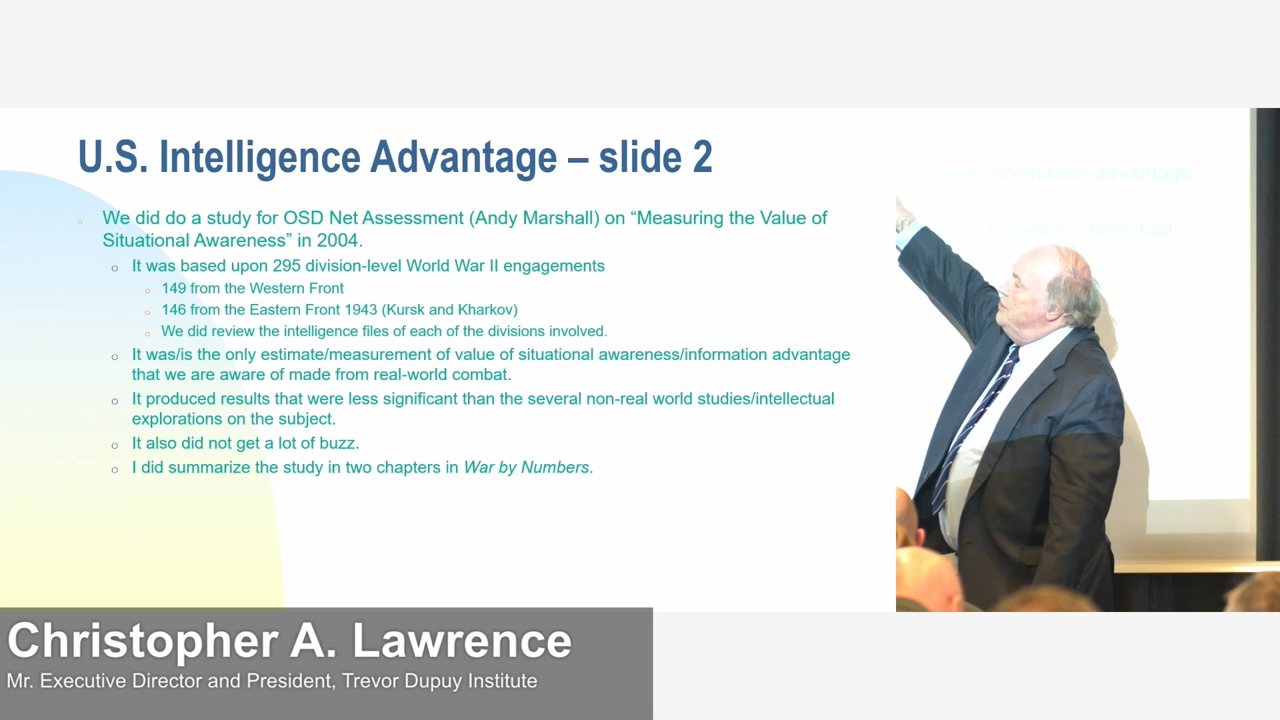 U.S. Intelligence Advantage – slide 2
We did do a study for OSD Net Assessment (Andy Marshall) on “Measuring the Value of
Situational Awareness” in 2004.
It was based upon 295 division-level World War II engagements
149 from the Western Front
146 from the Eastern Front 1943 (Kursk and Kharkov)
We did review the intelligence files of each of the divisions involved.
It was/is the only estimate/measurement of value of situational awareness/information advantage
that we are aware of made from real-world combat.
It produced results that were less significant than the several non-real world studies/intellectual
explorations on the subject.
It also did not get a lot of buzz.
I did summarize the study in two chapters in War by Numbers.
information advantage
intellectual
Christopher A. Lawrence
Mr. Executive Director and President, Trevor Dupuy Institute